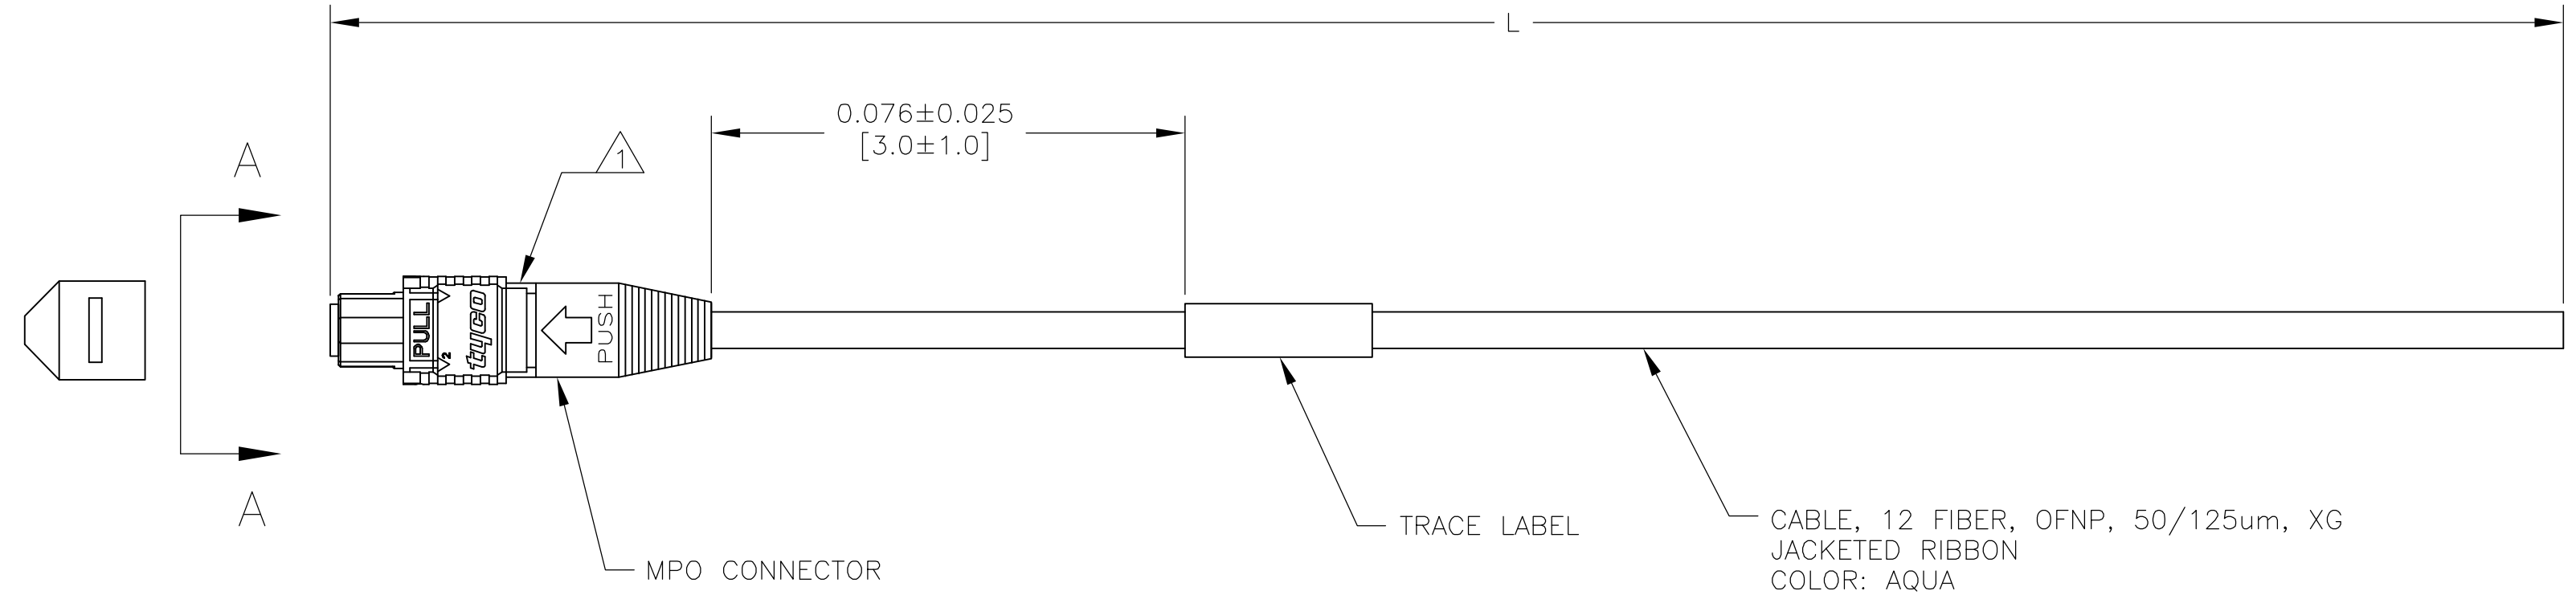 L
0.076±0.025
[3.0±1.0]
1
A
PULL
2
tyco
PUSH
A
TRACE LABEL
CABLE, 12 FIBER, OFNP, 50/125um, XG
JACKETED RIBBON
COLOR: AQUA
MPO CONNECTOR